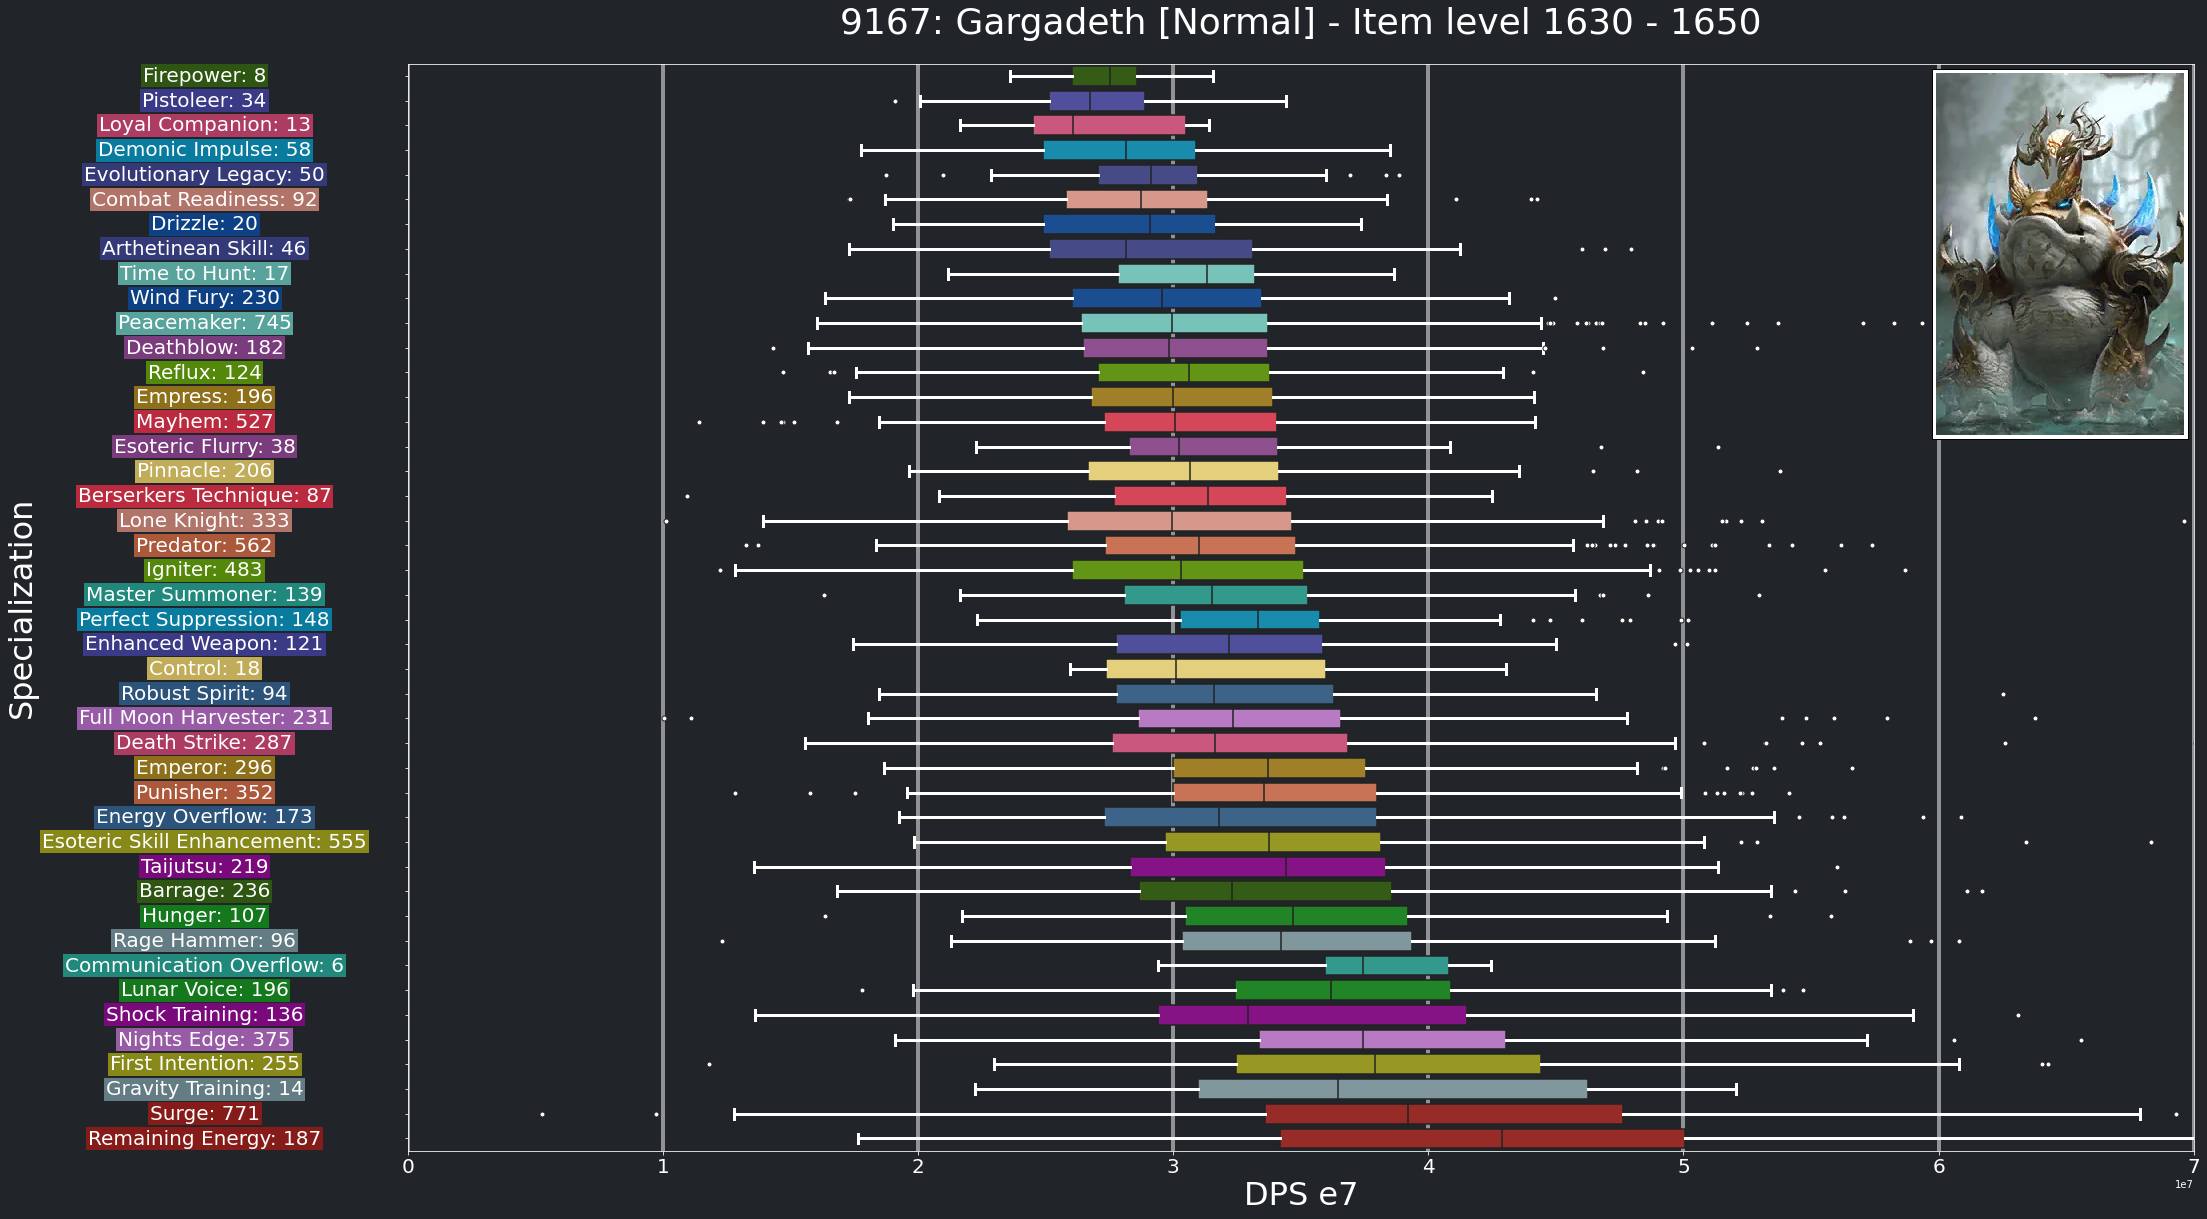 9167: Gargadeth [Normal] - Item level 1630 - 1650
Specialization
Firepower: 8
Pistoleer: 34
Loyal Companion: 13
Demonic Impulse: 58
Evolutionary Legacy: 50
Combat Readiness: 92
Drizzle: 20
Arthetinean Skill: 46
Time to Hunt: 17
Wind Fury: 230
Peacemaker: 745
Deathblow: 182
Reflux: 124
Empress: 196
Mayhem: 527
Esoteric Flurry: 38
Pinnacle: 206
Berserkers Technique: 87
Lone Knight: 333
Predator: 562
Igniter: 483
Master Summoner: 139
Perfect Suppression: 148
Enhanced Weapon: 121
Control: 18
Robust Spirit: 94
Full Moon Harvester: 231
Death Strike: 287
Emperor: 296
Punisher: 352
Energy Overflow: 173
Esoteric Skill Enhancement: 555
Taijutsu: 219
Barrage: 236
Hunger: 107
Rage Hammer: 96
Communication Overflow: 6
Lunar Voice: 196
Shock Training: 136
Nights Edge: 375
First Intention: 255
Gravity Training: 14
Surge: 771
Remaining Energy: 187
0 1 2 3 4 5 6 7
1e7
DPS e7